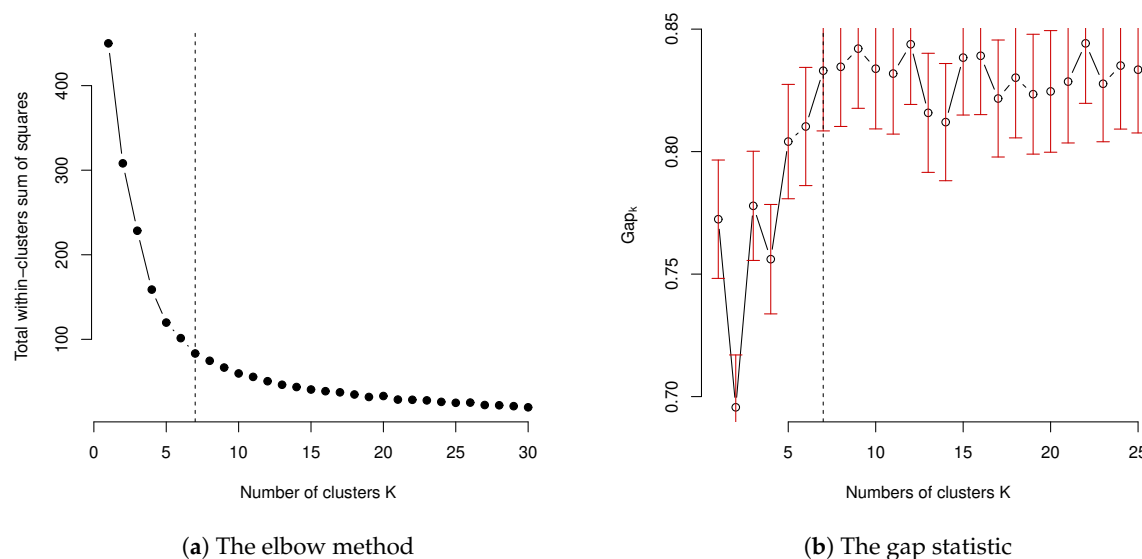 Total within−clusters sum of squares
400
300
200
100
0 5 10 15 20 25 30
Number of clusters K
(a) The elbow method
Gapk
0.85
0.80
0.75
0.70
5 10 15 20 25
Numbers of clusters K
(b) The gap statistic